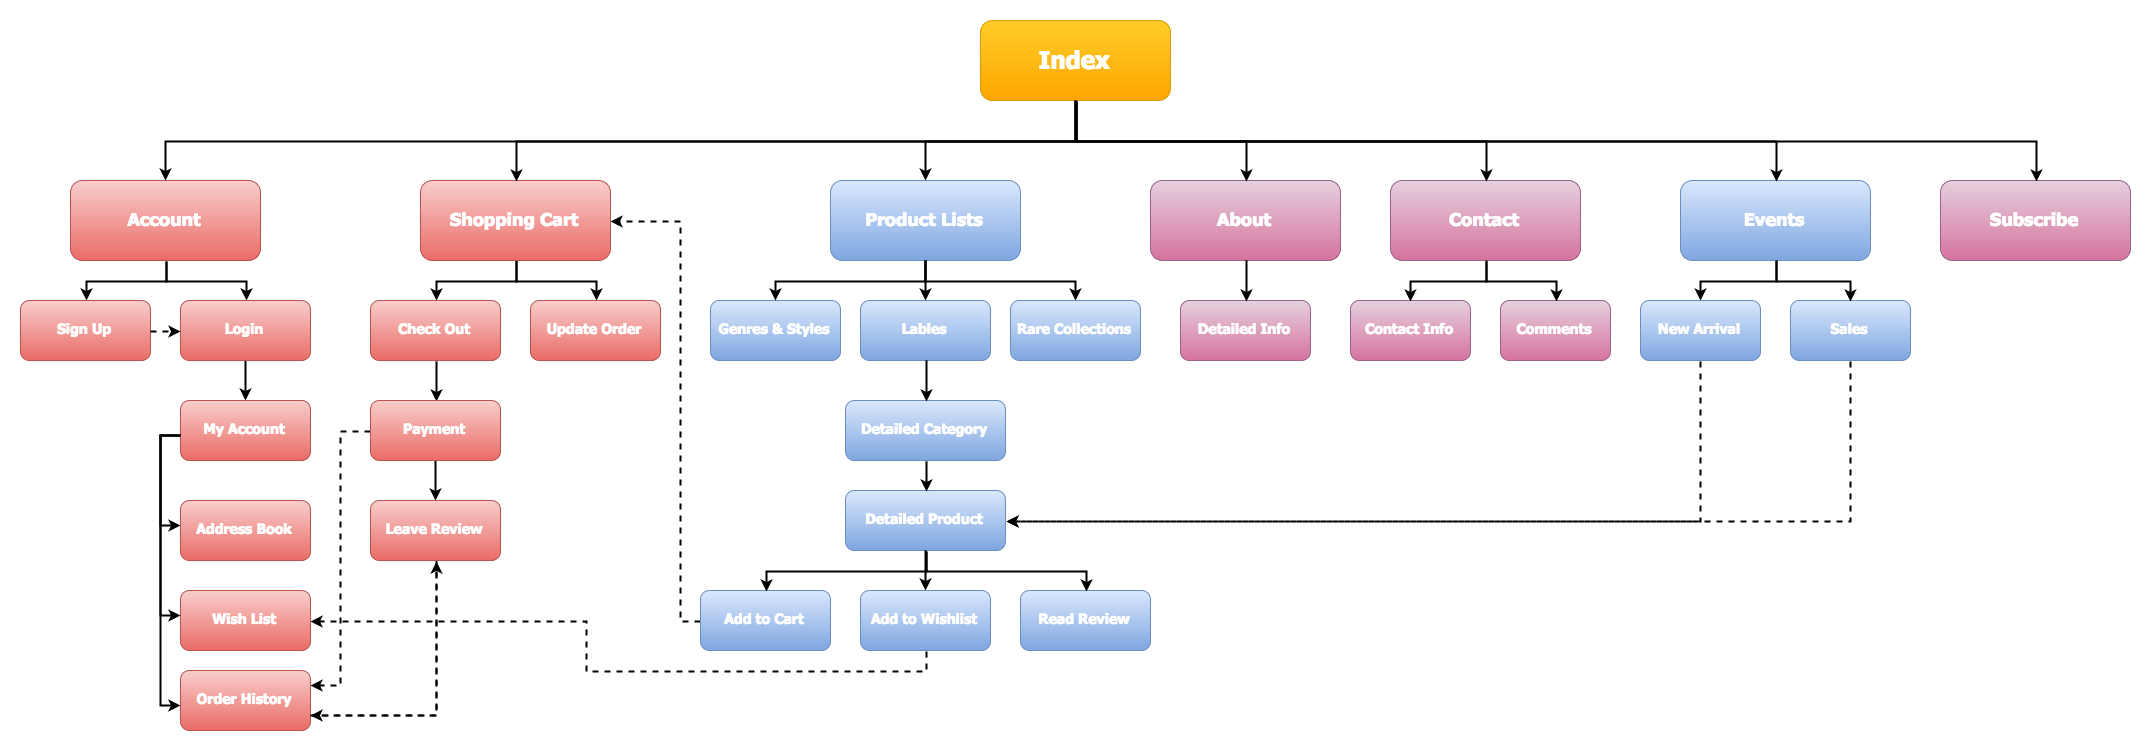 Index
Account
Shopping Cart
Product Lists
About
Contact
Events
Subscribe
Sign Up
Login
Check Out
Update Order
Genres & Styles
Lables
Rare Collections
Detailed Info
Contact Info
Comments
New Arrival
Sales
My Account
Payment
Detailed Category
Address Book
Leave Review
Detailed Product
Wish List
Add to Cart
Add to Wishlist
Read Review
Order History